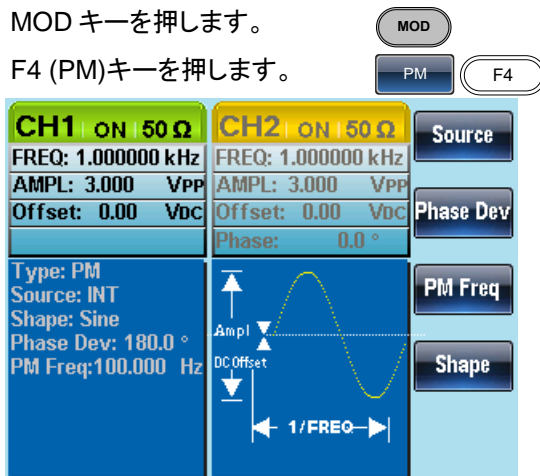 MOD キーを押します。 MOD
F4 (PM)キーを押します。 PM F4
CH1 ON 50 Ω CH2 ON 50 Ω Source
FREQ: 1.000000 kHz FREQ: 1.000000 kHz
AMPL: 3.000 VPP AMPL: 3.000 VPP
Offset: 0.00 VDC Offset: 0.00 VDC Phase Dev
Phase: 0.0 °
Type: PM
Source: INT PM Freq
Shape: Sine
Phase Dev: 180.0 ° Ampl
PM Freq:100.000 Hz DC Offset Shape
1/FREQ